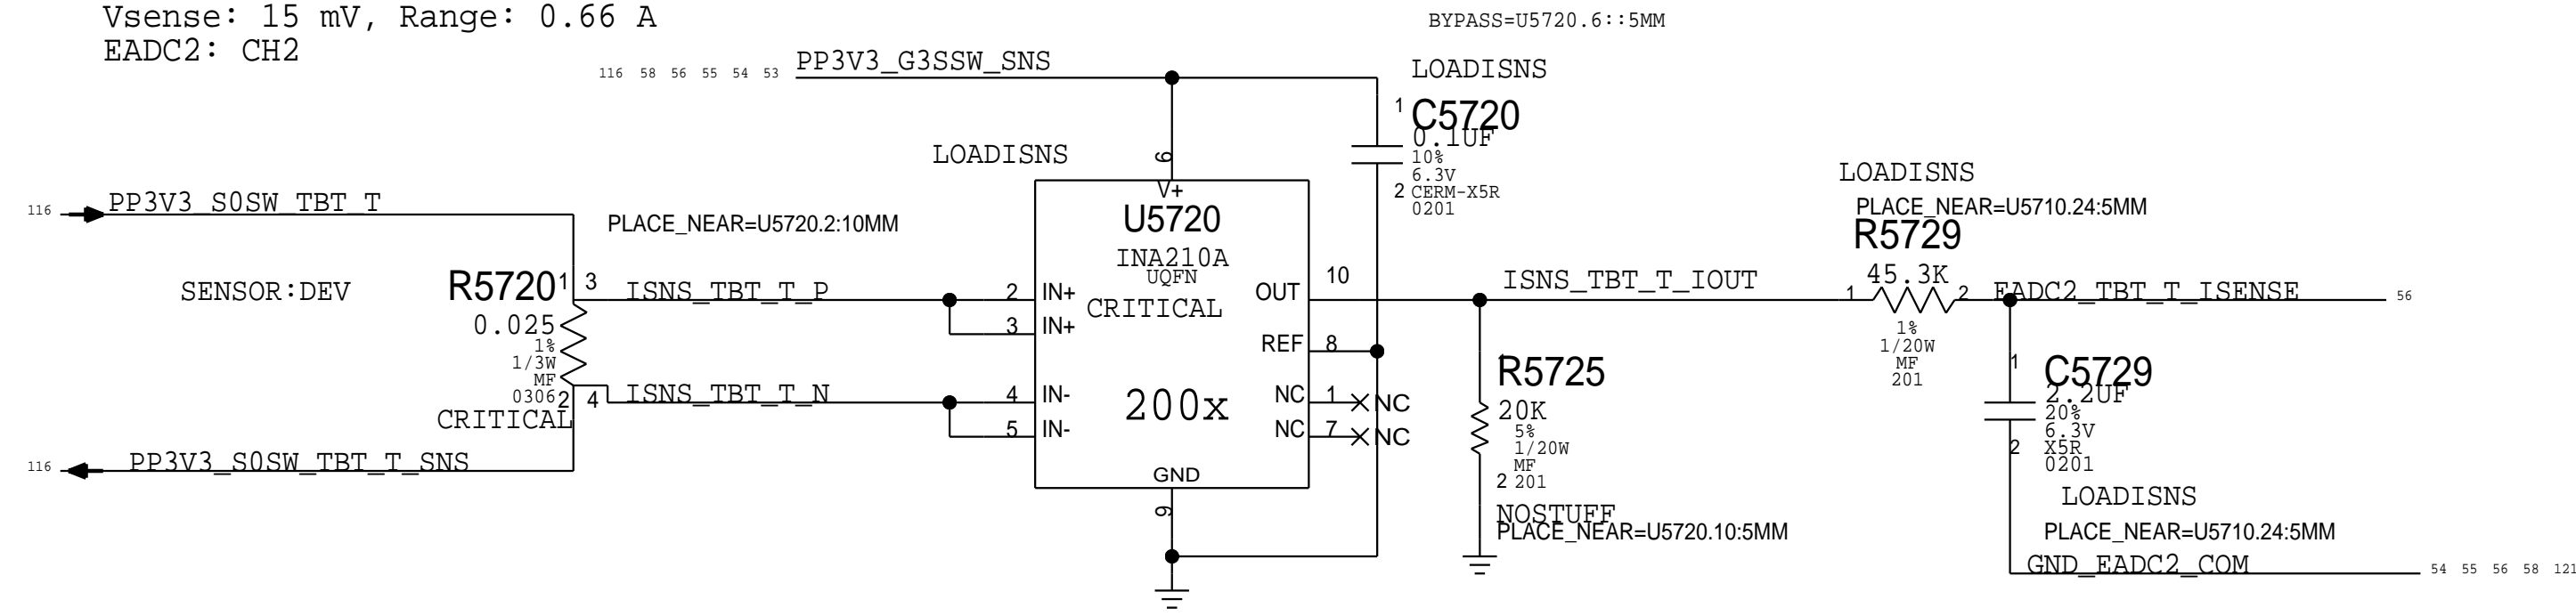 Vsense: 15 mV, Range: 0.66 A
EADC2: CH2
BYPASS=U5720.6::5MM
116 58 56 55 54 53 PP3V3_G3SSW_SNS
LOADISNS
1 C5720
0.1UF
10%
6.3V
2 CERM-X5R
0201
LOADISNS
6
V+
U5720
INA210A
UQFN
CRITICAL
200x
116 PP3V3_S0SW_TBT_T
PLACE_NEAR=U5720.2:10MM
SENSOR:DEV
R5720 1 3
0.025
1%
1/3W
MF
0306 2 4
CRITICAL
ISNS_TBT_T_P
2 IN+
3 IN+
ISNS_TBT_T_N
4 IN-
5 IN-
116 PP3V3_S0SW_TBT_T_SNS
GND
9
OUT 10
REF 8
NC 1 NC
NC 7 NC
ISNS_TBT_T_IOUT
1
R5725
20K
5%
1/20W
MF
2 201
NOSTUFF
PLACE_NEAR=U5720.10:5MM
LOADISNS
PLACE_NEAR=U5710.24:5MM
R5729
45.3K
1 2
1%
1/20W
MF
201
EADC2_TBT_T_ISENSE 56
1
C5729
2.2UF
20%
6.3V
2 X5R
0201
LOADISNS
PLACE_NEAR=U5710.24:5MM
GND_EADC2_COM 54 55 56 58 121